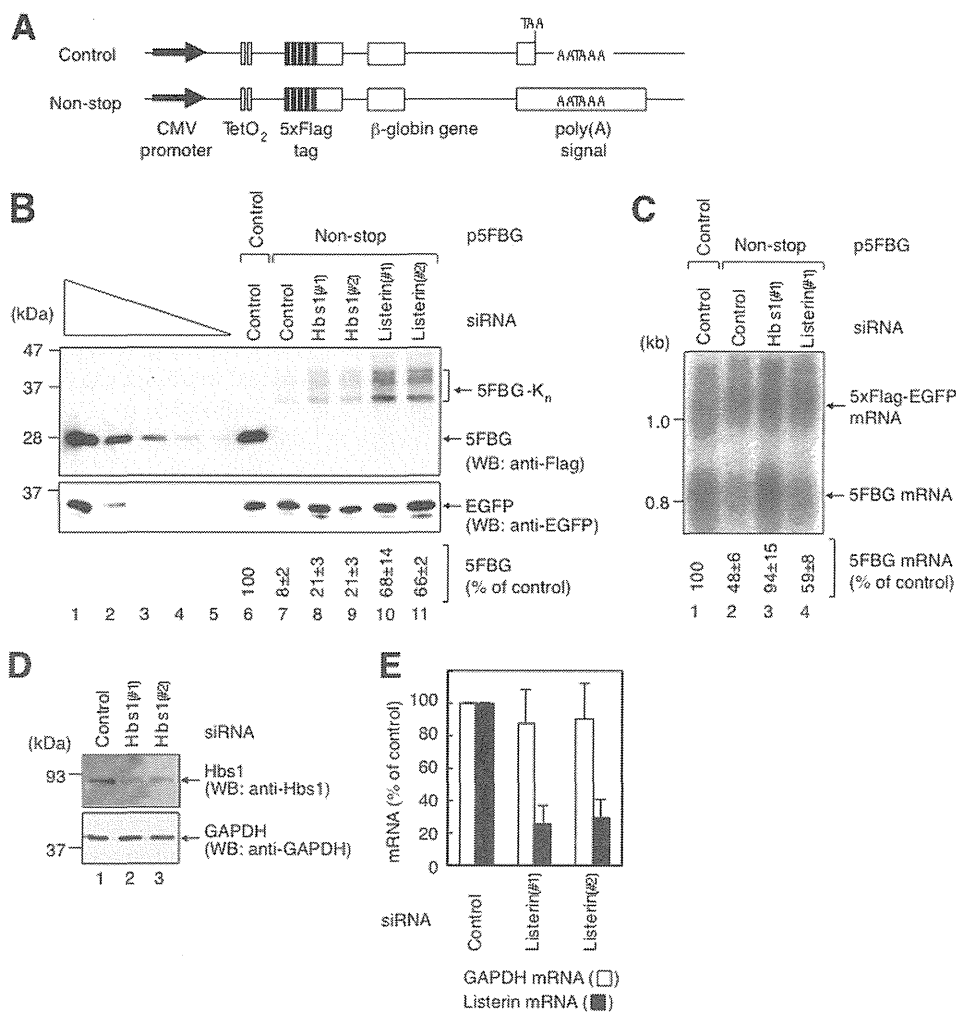 A
TAA
Control
AATAAA
Non-stop
AATAAA
CMV promoter
TetO2
5xFlag tag
β-globin gene
poly(A) signal
B
Control
Non-stop
p5FBG
Control
Control
Hbs1(#1)
Hbs1(#2)
Listerin(#1)
Listerin(#2)
siRNA
(kDa)
47
37
28
5FBG-Kn
5FBG
(WB: anti-Flag)
37
EGFP
(WB: anti-EGFP)
100
8±2
21±3
21±3
68±14
66±2
5FBG
(% of control)
1 2 3 4 5 6 7 8 9 10 11
C
Control
Non-stop
p5FBG
Control
Control
Hbs1(#1)
Listerin(#1)
siRNA
(kb)
1.0
0.8
5xFlag-EGFP
mRNA
5FBG mRNA
100
48±6
94±15
59±8
5FBG mRNA
(% of control)
1 2 3 4
D
Control
Hbs1(#1)
Hbs1(#2)
siRNA
(kDa)
93
Hbs1
(WB: anti-Hbs1)
GAPDH
(WB: anti-GAPDH)
37
1 2 3
E
mRNA (% of control)
100
80
60
40
20
0
siRNA
Control
Listerin(#1)
Listerin(#2)
GAPDH mRNA (□)
Listerin mRNA (■)